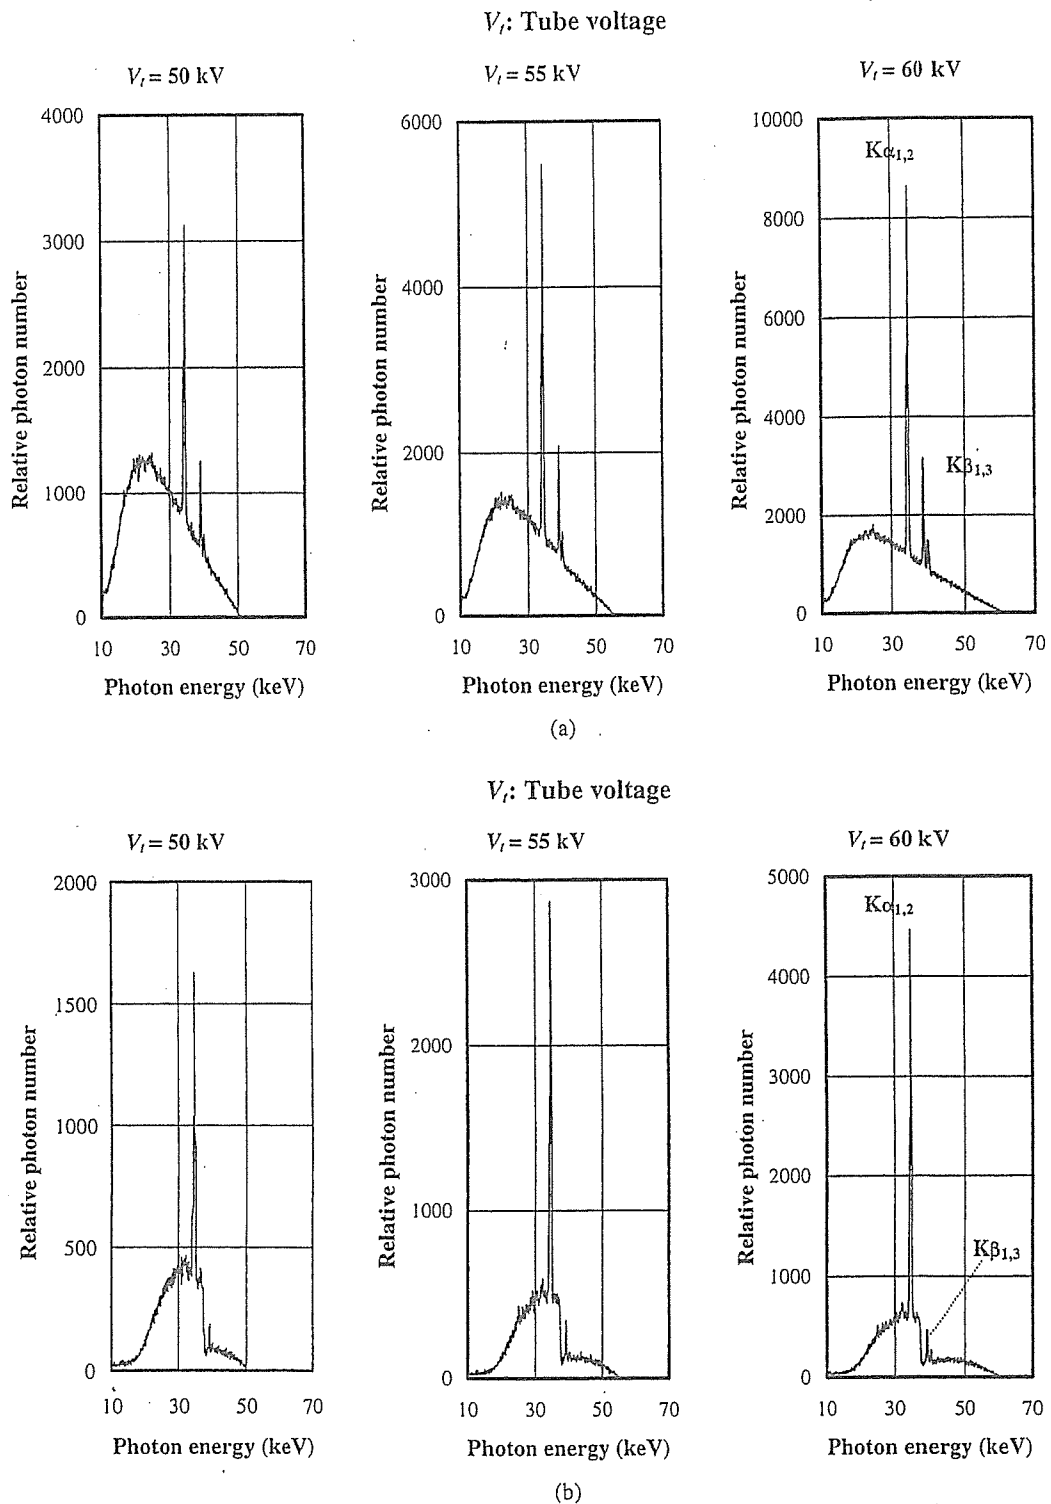 Vt: Tube voltage
Vt = 50 kV
Vt = 55 kV
Vt = 60 kV
4000
3000
2000
1000
0
10 30 50 70
Relative photon number
Photon energy (keV)
6000
4000
2000
0
10 30 50 70
Relative photon number
Photon energy (keV)
10000
8000
6000
4000
2000
0
10 30 50 70
Relative photon number
Photon energy (keV)
Kα1,2
Kβ1,3
(a)
Vt: Tube voltage
Vt = 50 kV
Vt = 55 kV
Vt = 60 kV
2000
1500
1000
500
0
10 30 50 70
Relative photon number
Photon energy (keV)
3000
2000
1000
0
10 30 50 70
Relative photon number
Photon energy (keV)
5000
4000
3000
2000
1000
0
10 30 50 70
Relative photon number
Photon energy (keV)
Kα1,2
Kβ1,3
(b)